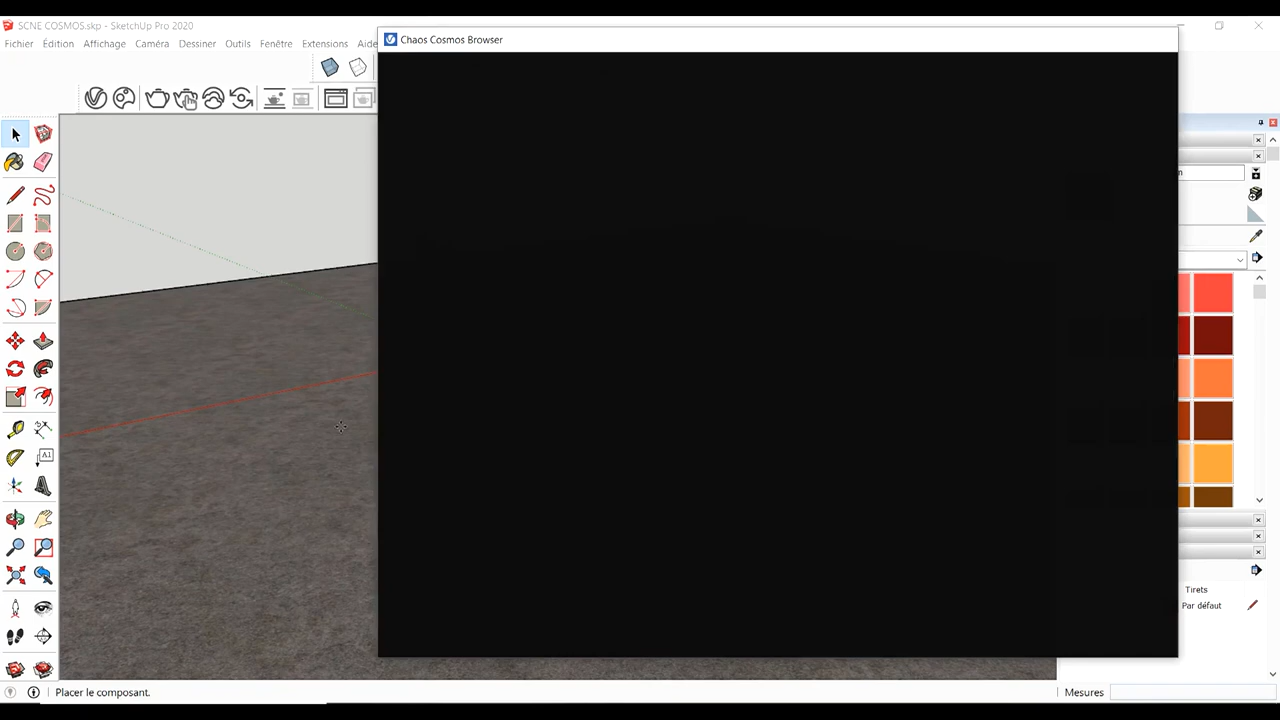 SCNE COSMOS.skp - SketchUp Pro 2020
Chaos Cosmos Browser
Fichier Édition Affichage Caméra Dessiner Outils Fenêtre Extensions Aide
A1
Tirets
Par défaut
Placer le composant.
Mesures